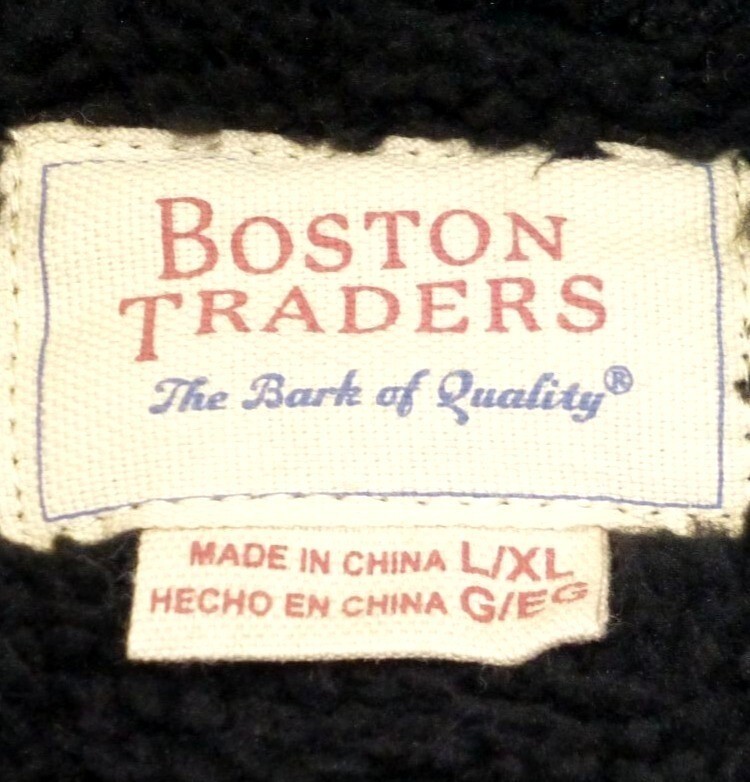 BOSTON
TRADERS
The Bark of Quality®
MADE IN CHINA L/XL
HECHO EN CHINA G/EG